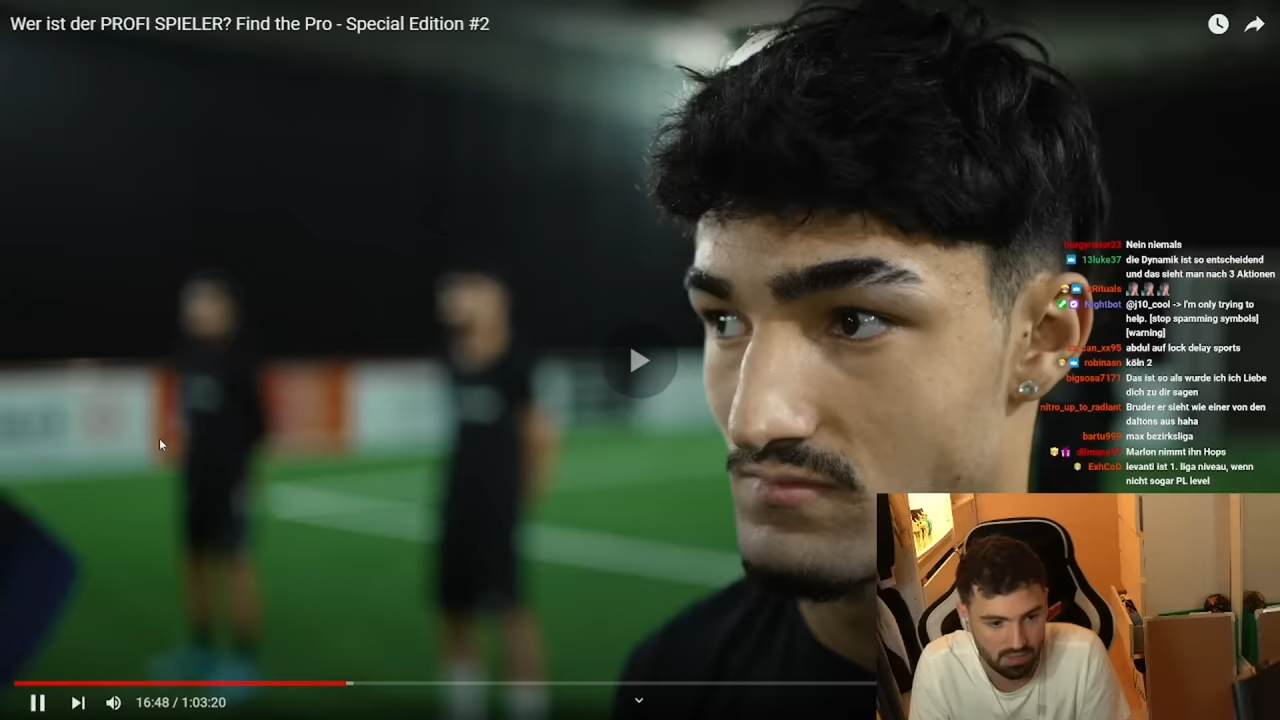 Wer ist der PROFI SPIELER? Find the Pro - Special Edition #2
Nein niemals
13luke37 die Dynamik ist so entscheidend
und das sieht man nach 3 Aktionen
Rituals
Nightbot @j10_cool -> I'm only trying to
help. [stop spamming symbols]
[warning]
abdul auf lock delay sports
robinasn köln 2
bigsosa7171 Das ist so als wurde ich ich Liebe
dich zu dir sagen
nitro_up_to_radiant Bruder er sieht wie einer von den
daltons aus haha
bartu999 max bezirksliga
Marlon nimmt ihn Hops
ExhCoD levanti ist 1. liga niveau, wenn
nicht sogar PL level
16:48 / 1:03:20